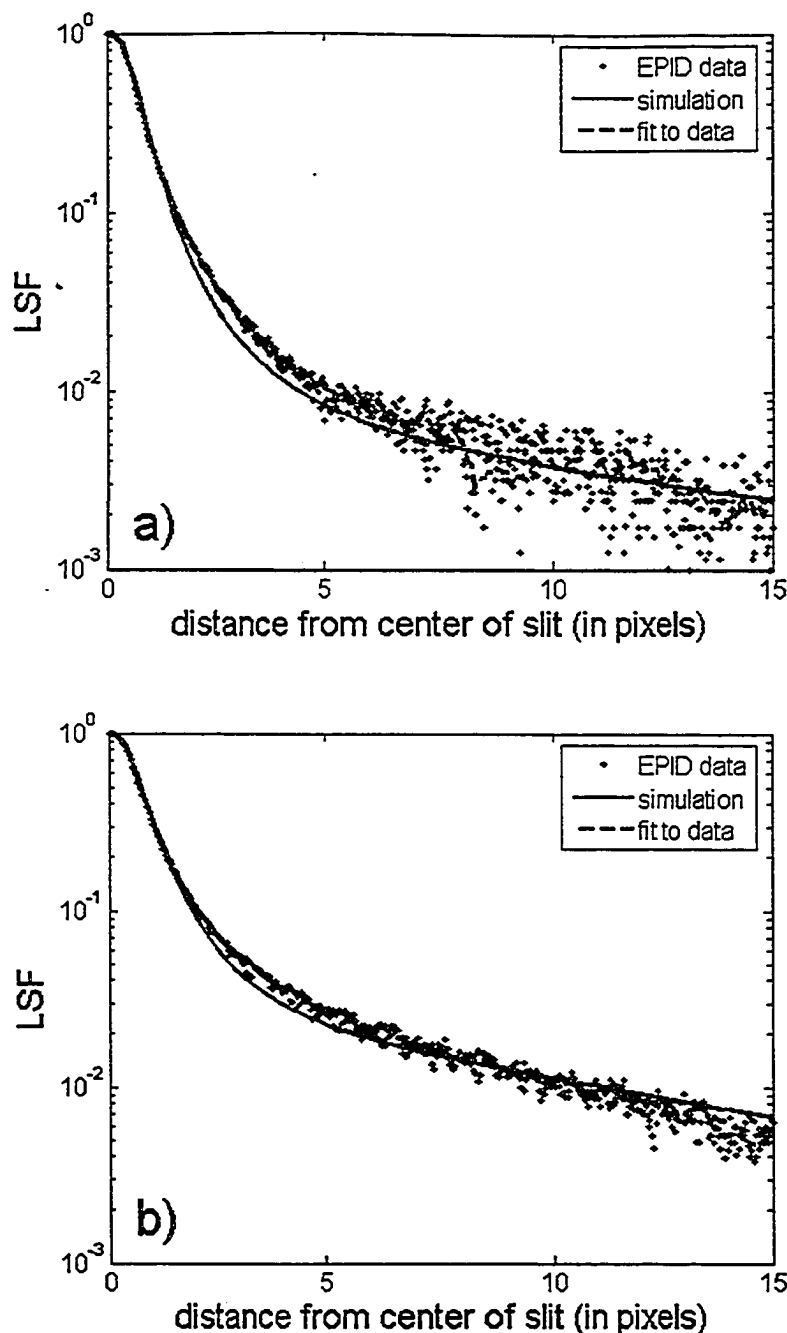 10^0
EPID data
simulation
fit to data
10^-1
LSF
10^-2
a)
10^-3
0 5 10 15
distance from center of slit (in pixels)
10^0
EPID data
simulation
fit to data
10^-1
LSF
10^-2
b)
10^-3
0 5 10 15
distance from center of slit (in pixels)